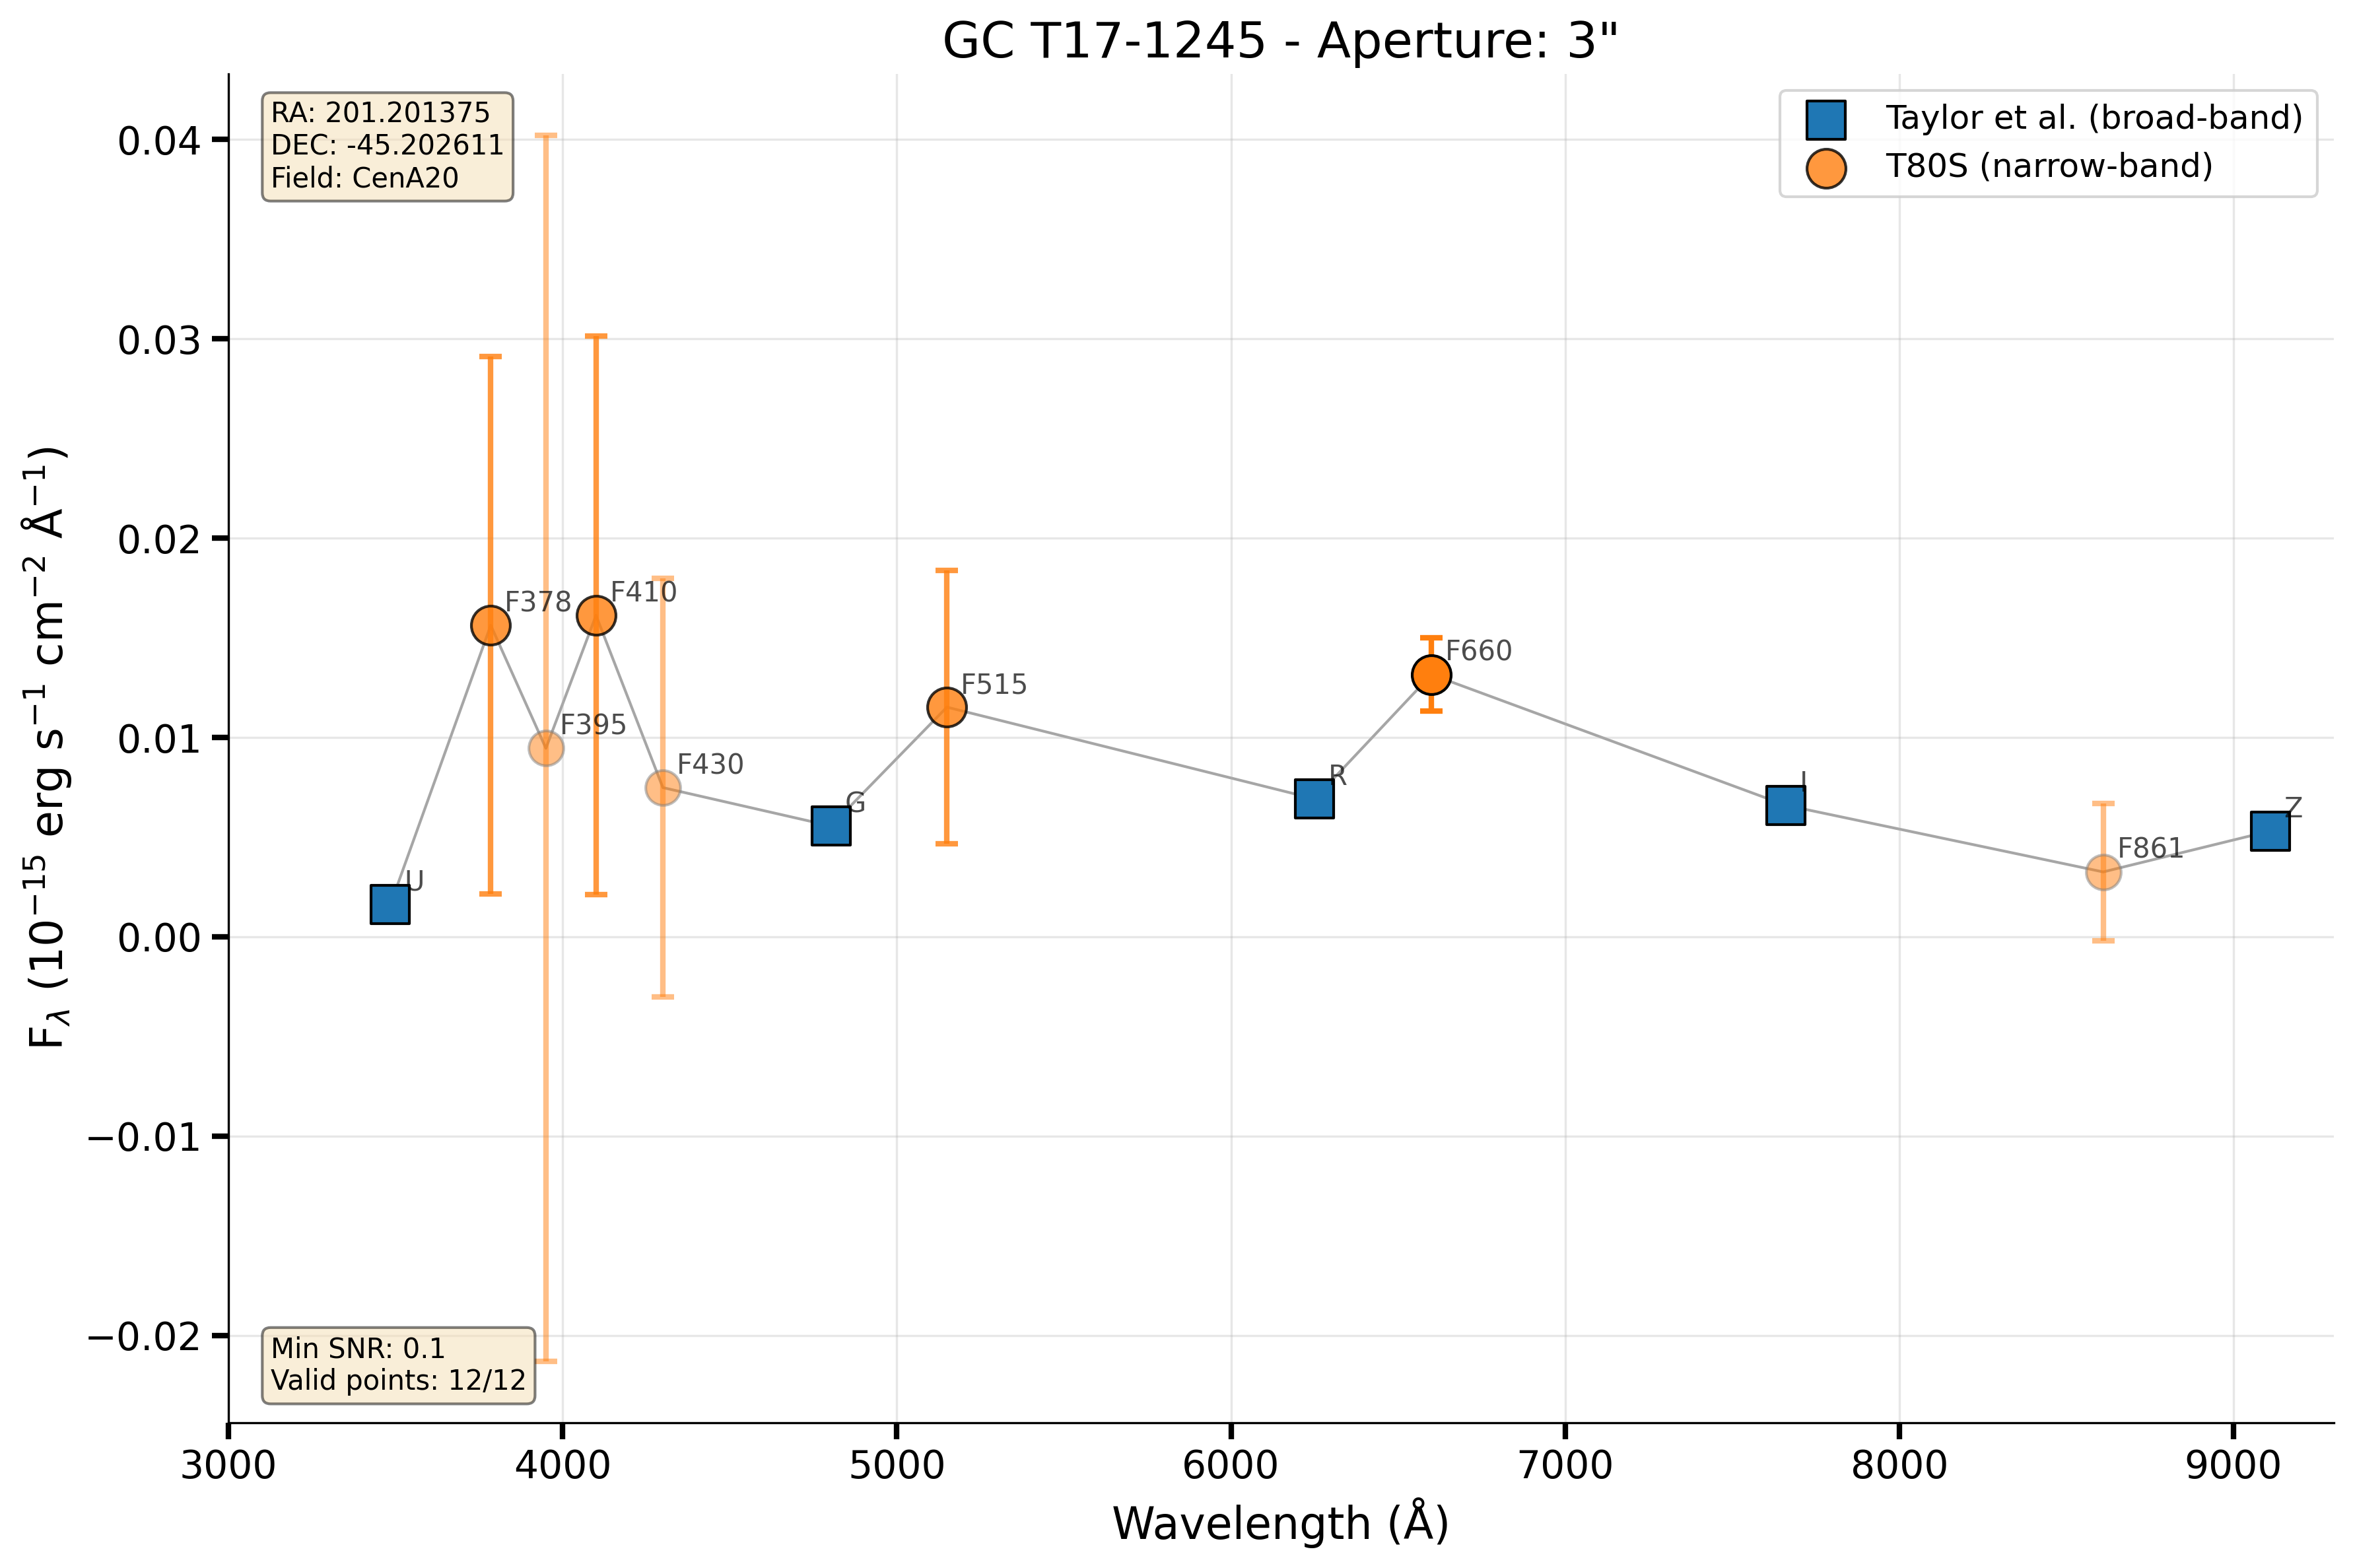 GC T17-1245 - Aperture: 3"
RA: 201.201375
DEC: -45.202611
Field: CenA20
Taylor et al. (broad-band)
T80S (narrow-band)
F_λ (10⁻¹⁵ erg s⁻¹ cm⁻² Å⁻¹)
0.04
0.03
0.02
0.01
0.00
−0.01
−0.02
U
F378
F395
F410
F430
G
F515
R
F660
I
F861
Z
Min SNR: 0.1
Valid points: 12/12
3000 4000 5000 6000 7000 8000 9000
Wavelength (Å)